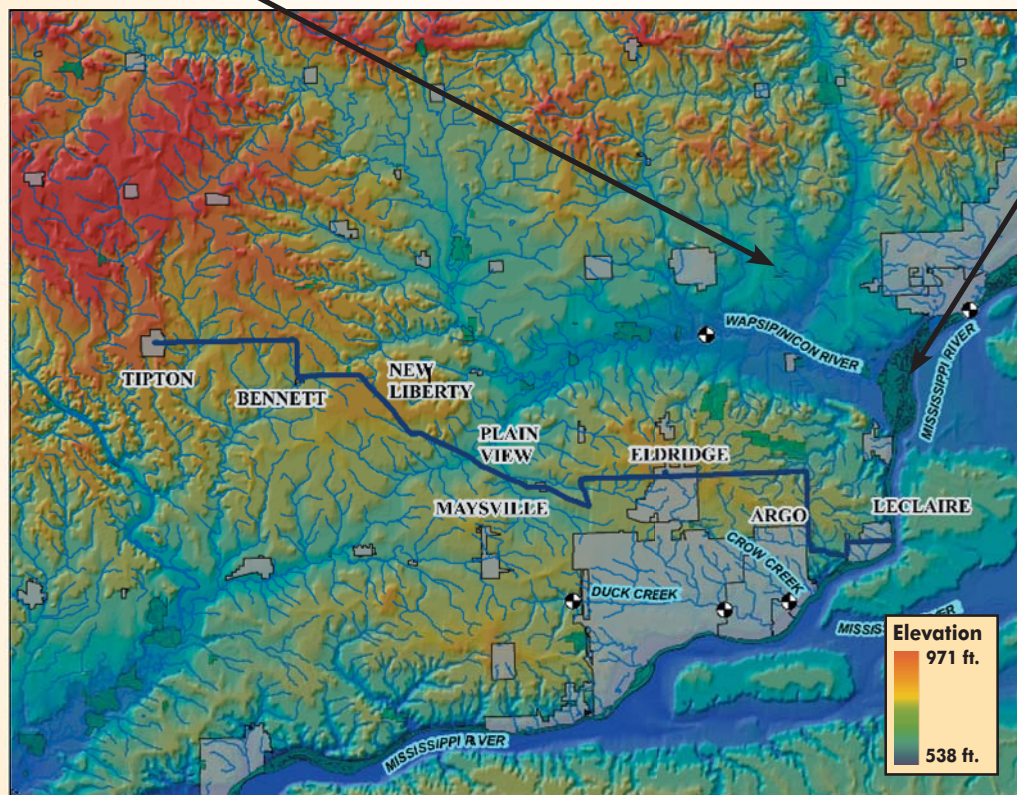 WAPSIPINICON RIVER
MISSISSIPPI RIVER
TIPTON
BENNETT
NEW
LIBERTY
PLAIN
VIEW
MAYSVILLE
ELDRIDGE
ARGO
LECLAIRE
CROW CREEK
DUCK CREEK
MISSISSIPPI RIVER
Elevation
971 ft.
538 ft.